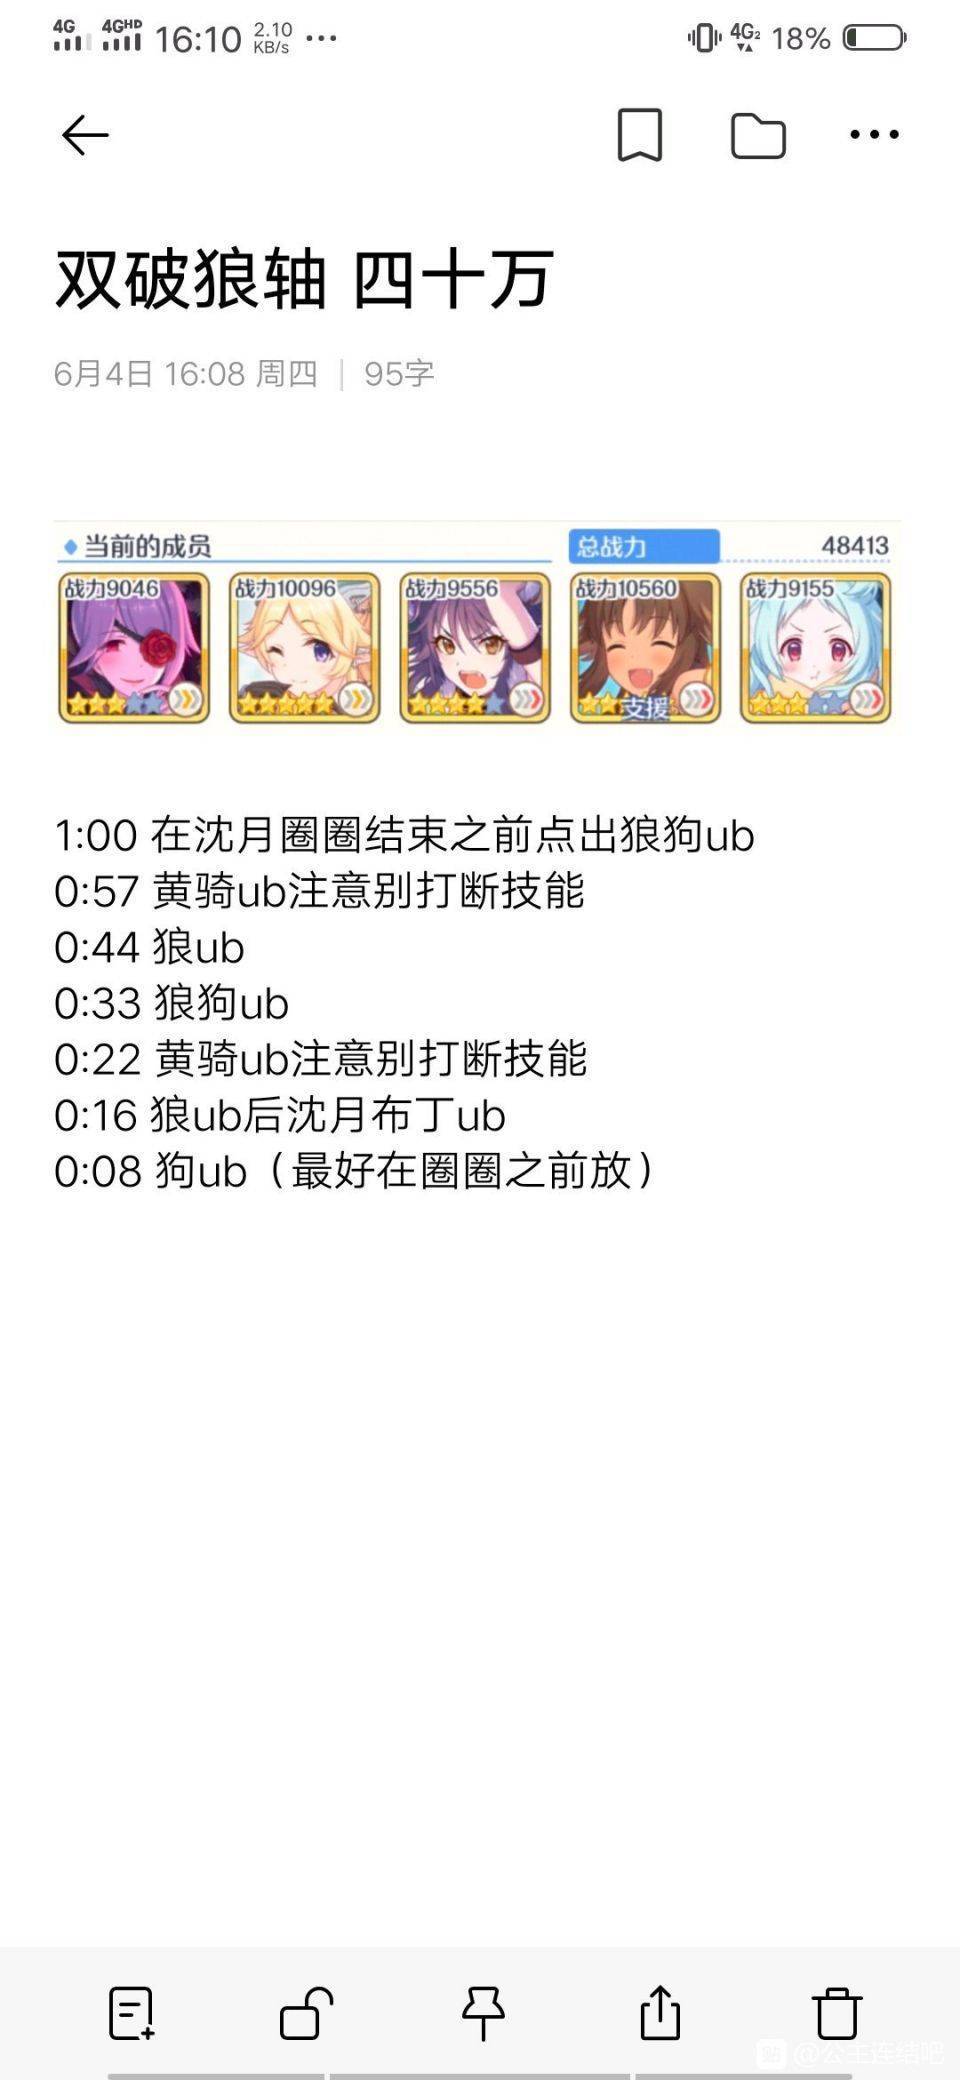 4G 4GHD 16:10 2.10 KB/s ... 4G2 18%
双破狼轴 四十万
6月4日 16:08 周四 | 95字
当前的成员 总战力 48413
战力9046 战力10096 战力9556 战力10560 战力9155
支援
1:00 在沈月圈圈结束之前点出狼狗ub
0:57 黄骑ub注意别打断技能
0:44 狼ub
0:33 狼狗ub
0:22 黄骑ub注意别打断技能
0:16 狼ub后沈月布丁ub
0:08 狗ub（最好在圈圈之前放）
贴 @公主连结吧